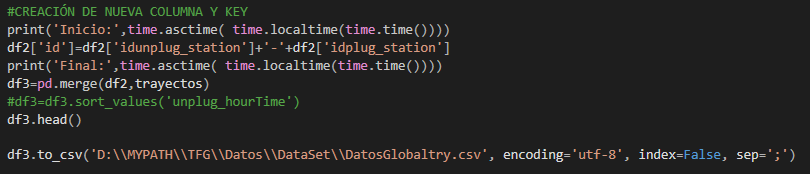 #CREACIÓN DE NUEVA COLUMNA Y KEY
print('Inicio:',time.asctime( time.localtime(time.time())))
df2['id']=df2['idunplug_station']+'-'+df2['idplug_station']
print('Final:',time.asctime( time.localtime(time.time())))
df3=pd.merge(df2,trayectos)
#df3=df3.sort_values('unplug_hourTime')
df3.head()
df3.to_csv('D:\\MYPATH\\TFG\\Datos\\DataSet\\DatosGlobaltry.csv', encoding='utf-8', index=False, sep=';')